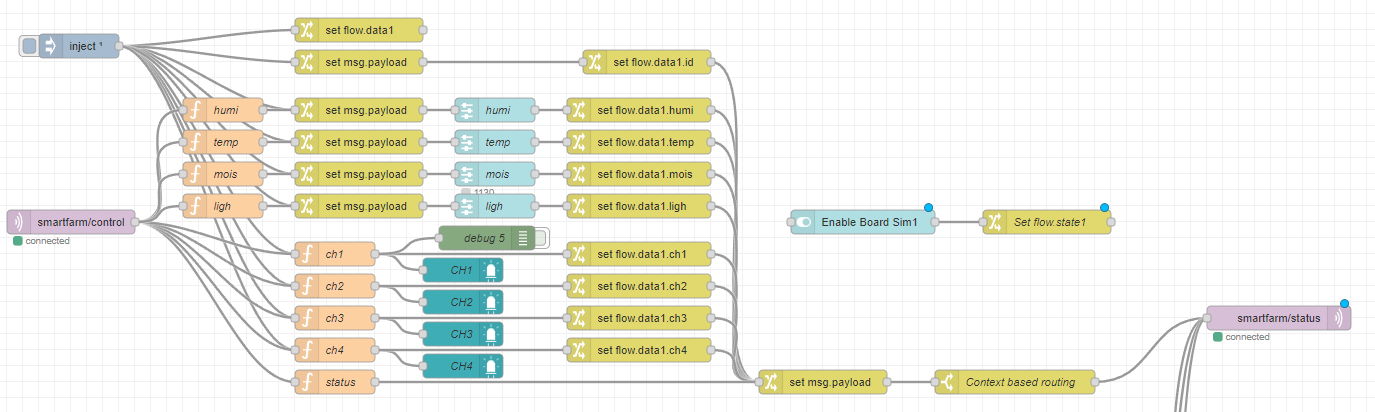 set flow.data1
inject ¹
set msg.payload
set flow.data1.id
humi
set msg.payload
humi
set flow.data1.humi
temp
set msg.payload
temp
set flow.data1.temp
mois
set msg.payload
mois
set flow.data1.mois
1130
ligh
set msg.payload
ligh
set flow.data1.ligh
smartfarm/control
connected
Enable Board Sim1
Set flow.state1
debug 5
ch1
set flow.data1.ch1
CH1
ch2
set flow.data1.ch2
CH2
ch3
set flow.data1.ch3
CH3
smartfarm/status
connected
ch4
set flow.data1.ch4
CH4
status
set msg.payload
Context based routing